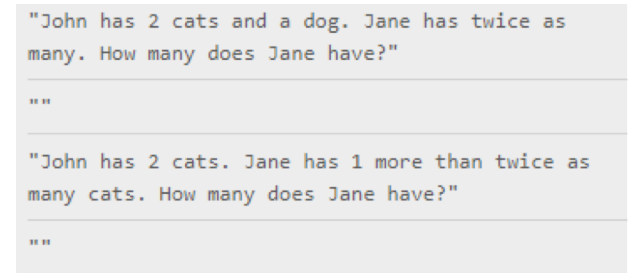 "John has 2 cats and a dog. Jane has twice as
many. How many does Jane have?"
""
"John has 2 cats. Jane has 1 more than twice as
many cats. How many does Jane have?"
""